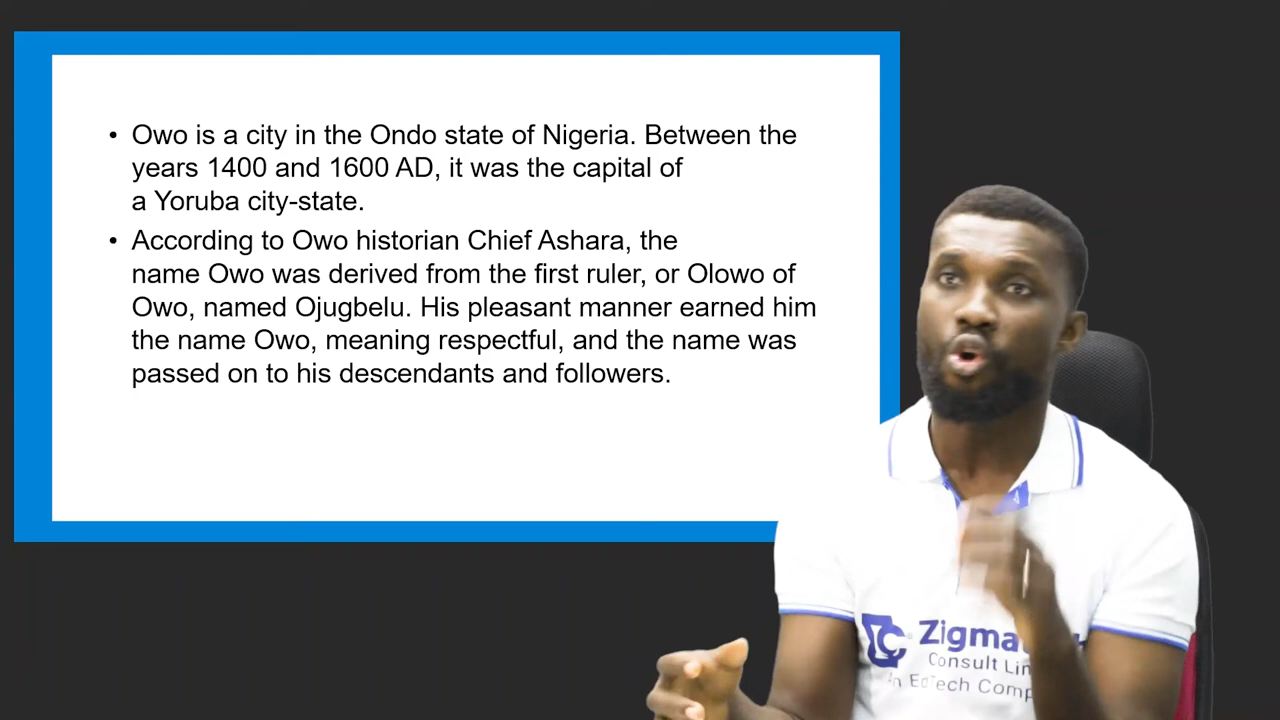 • Owo is a city in the Ondo state of Nigeria. Between the
years 1400 and 1600 AD, it was the capital of
a Yoruba city-state.
• According to Owo historian Chief Ashara, the
name Owo was derived from the first ruler, or Olowo of
Owo, named Ojugbelu. His pleasant manner earned him
the name Owo, meaning respectful, and the name was
passed on to his descendants and followers.
Consult
EdTech